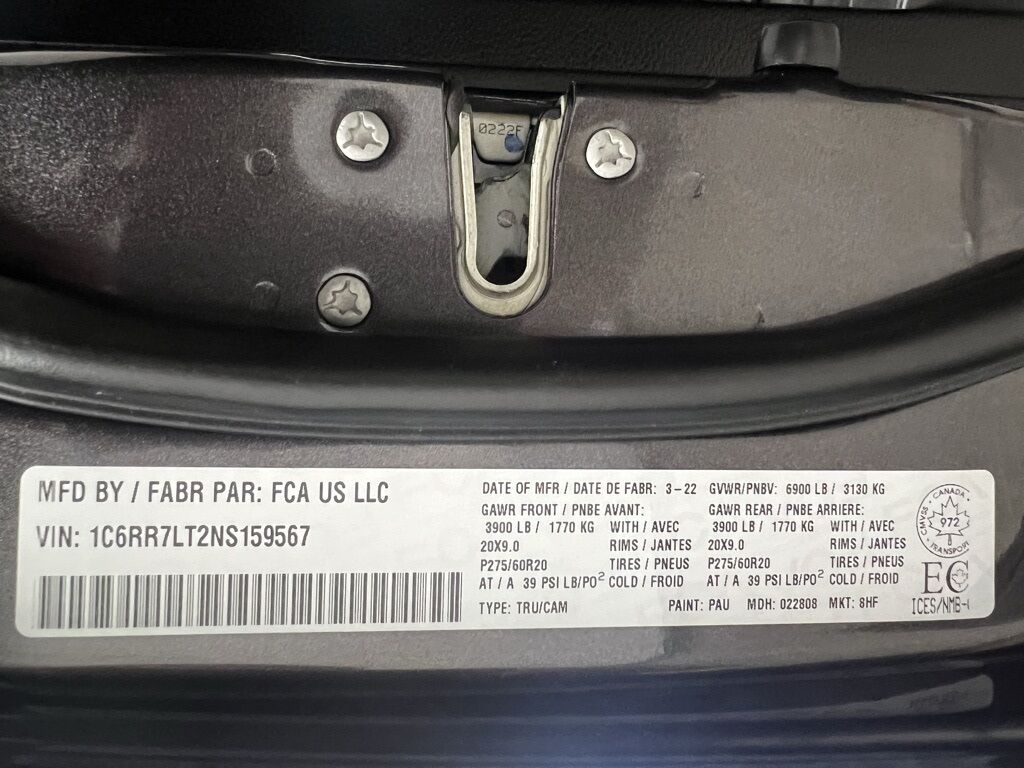 0222F
MFD BY / FABR PAR: FCA US LLC
VIN: 1C6RR7LT2NS159567
DATE OF MFR / DATE DE FABR: 3-22 GVWR/PNBV: 6900 LB / 3130 KG
GAWR FRONT / PNBE AVANT: GAWR REAR / PNBE ARRIERE:
3900 LB / 1770 KG WITH / AVEC 3900 LB / 1770 KG WITH / AVEC
20X9.0 RIMS / JANTES 20X9.0 RIMS / JANTES
P275/60R20 TIRES / PNEUS P275/60R20 TIRES / PNEUS
AT / A 39 PSI LB/PO² COLD / FROID AT / A 39 PSI LB/PO² COLD / FROID
TYPE: TRU/CAM PAINT: PAU MDH: 022808 MKT: 8HF
CANADA
CMVSS
972
TRANSPORT
EC
ICES/NMB-